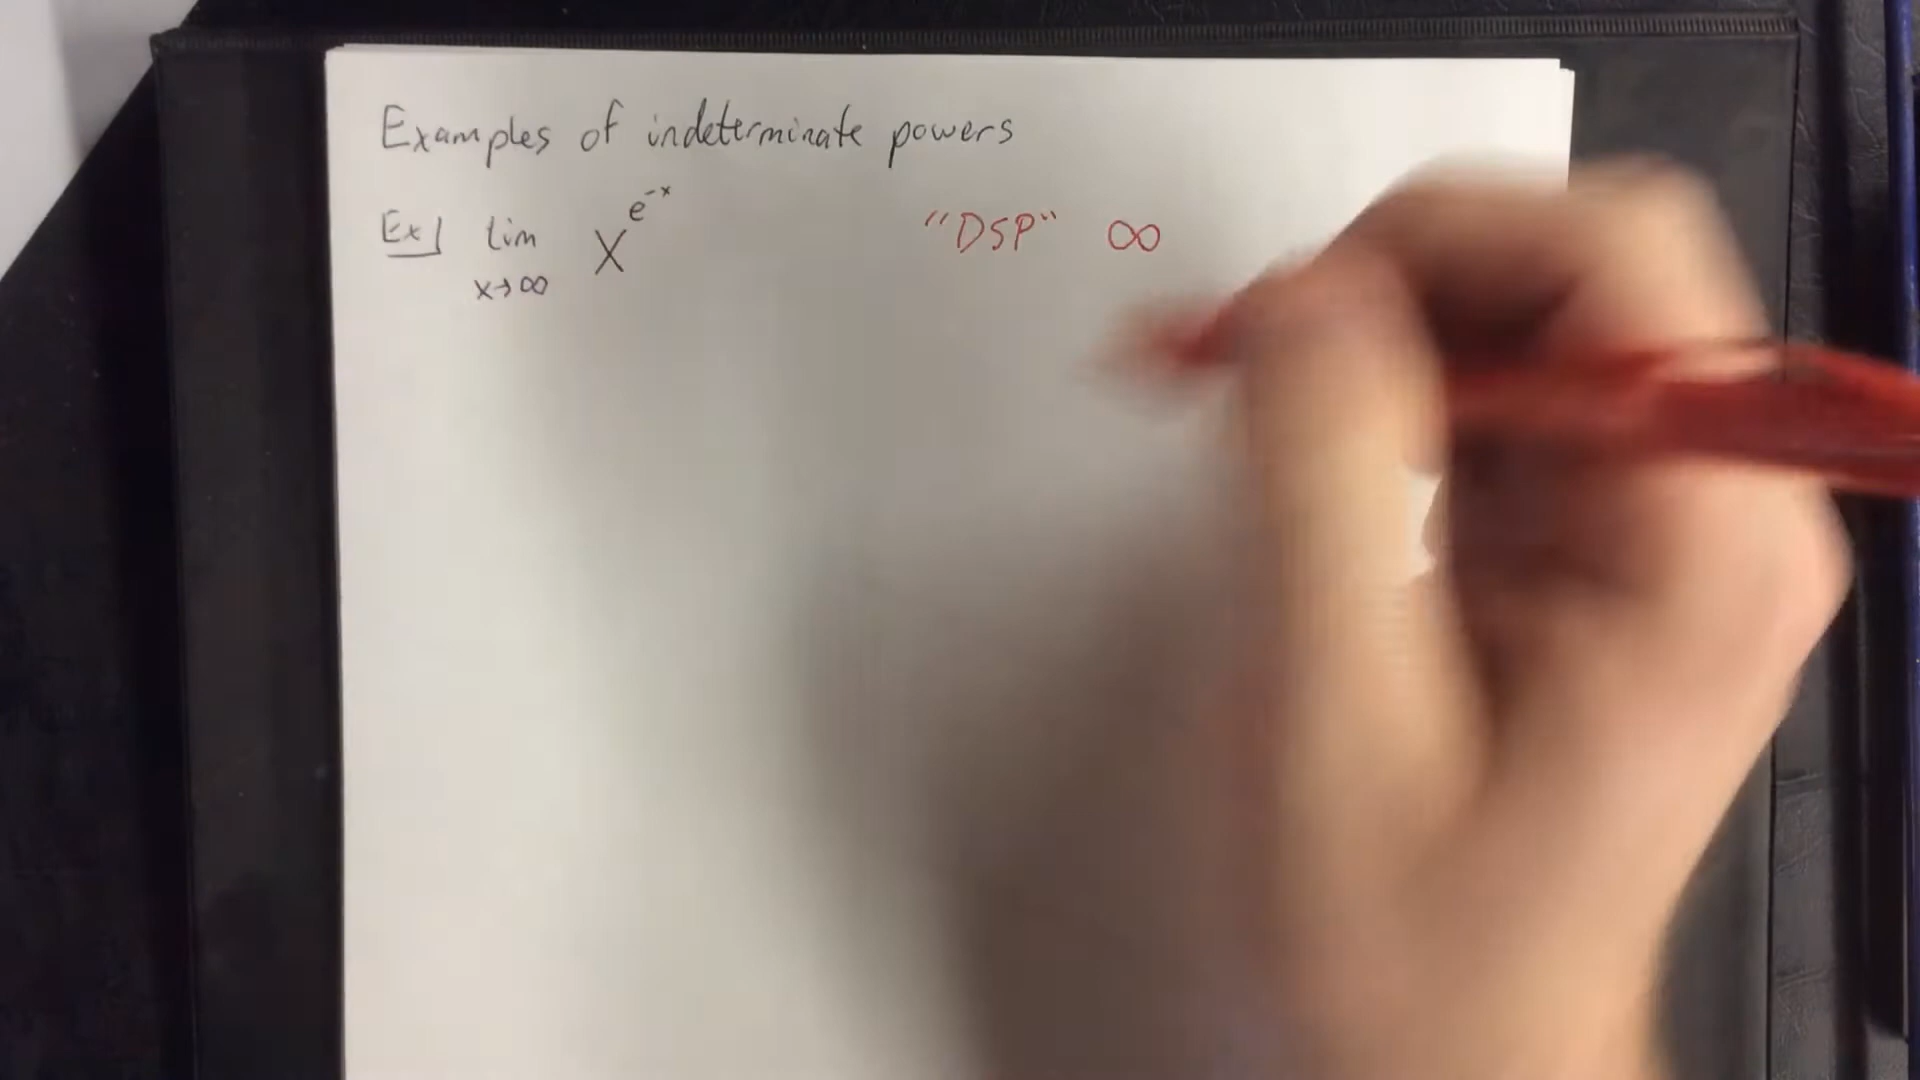 Examples of indeterminate powers
Ex] lim x→∞ x^e^-x "DSP" ∞